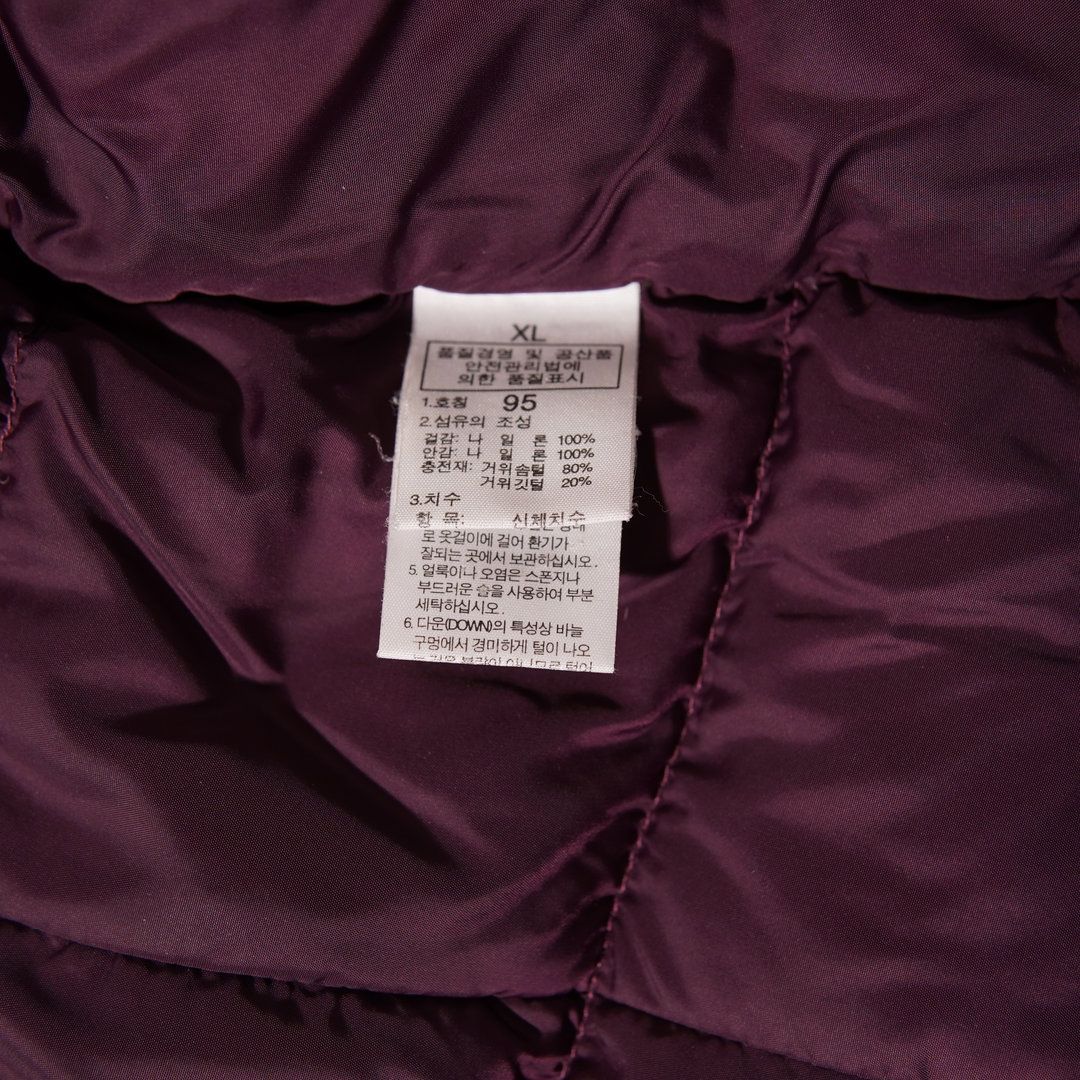 XL
품질경영 및 공산품
안전관리법에
의한 품질표시
1.호칭 95
2.섬유의 조성
겉감: 나 일 론 100%
안감: 나 일 론 100%
충전재: 거위솜털 80%
거위깃털 20%
3.치수
항 목: 신체치수
로 옷걸이에 걸어 환기가
잘되는 곳에서 보관하십시오.
5. 얼룩이나 오염은 스폰지나
부드러운 솔을 사용하여 부분
세탁하십시오.
6. 다운(DOWN)의 특성상 바늘
구멍에서 경미하게 털이 나오